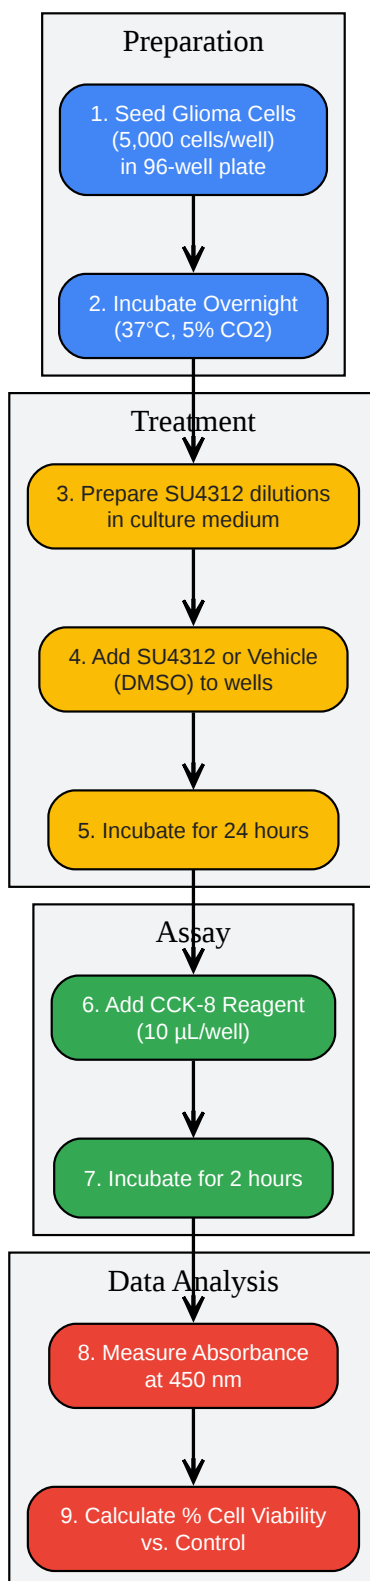 Preparation
1. Seed Glioma Cells
(5,000 cells/well)
in 96-well plate
2. Incubate Overnight
(37°C, 5% CO2)
Treatment
3. Prepare SU4312 dilutions
in culture medium
4. Add SU4312 or Vehicle
(DMSO) to wells
5. Incubate for 24 hours
Assay
6. Add CCK-8 Reagent
(10 µL/well)
7. Incubate for 2 hours
Data Analysis
8. Measure Absorbance
at 450 nm
9. Calculate % Cell Viability
vs. Control